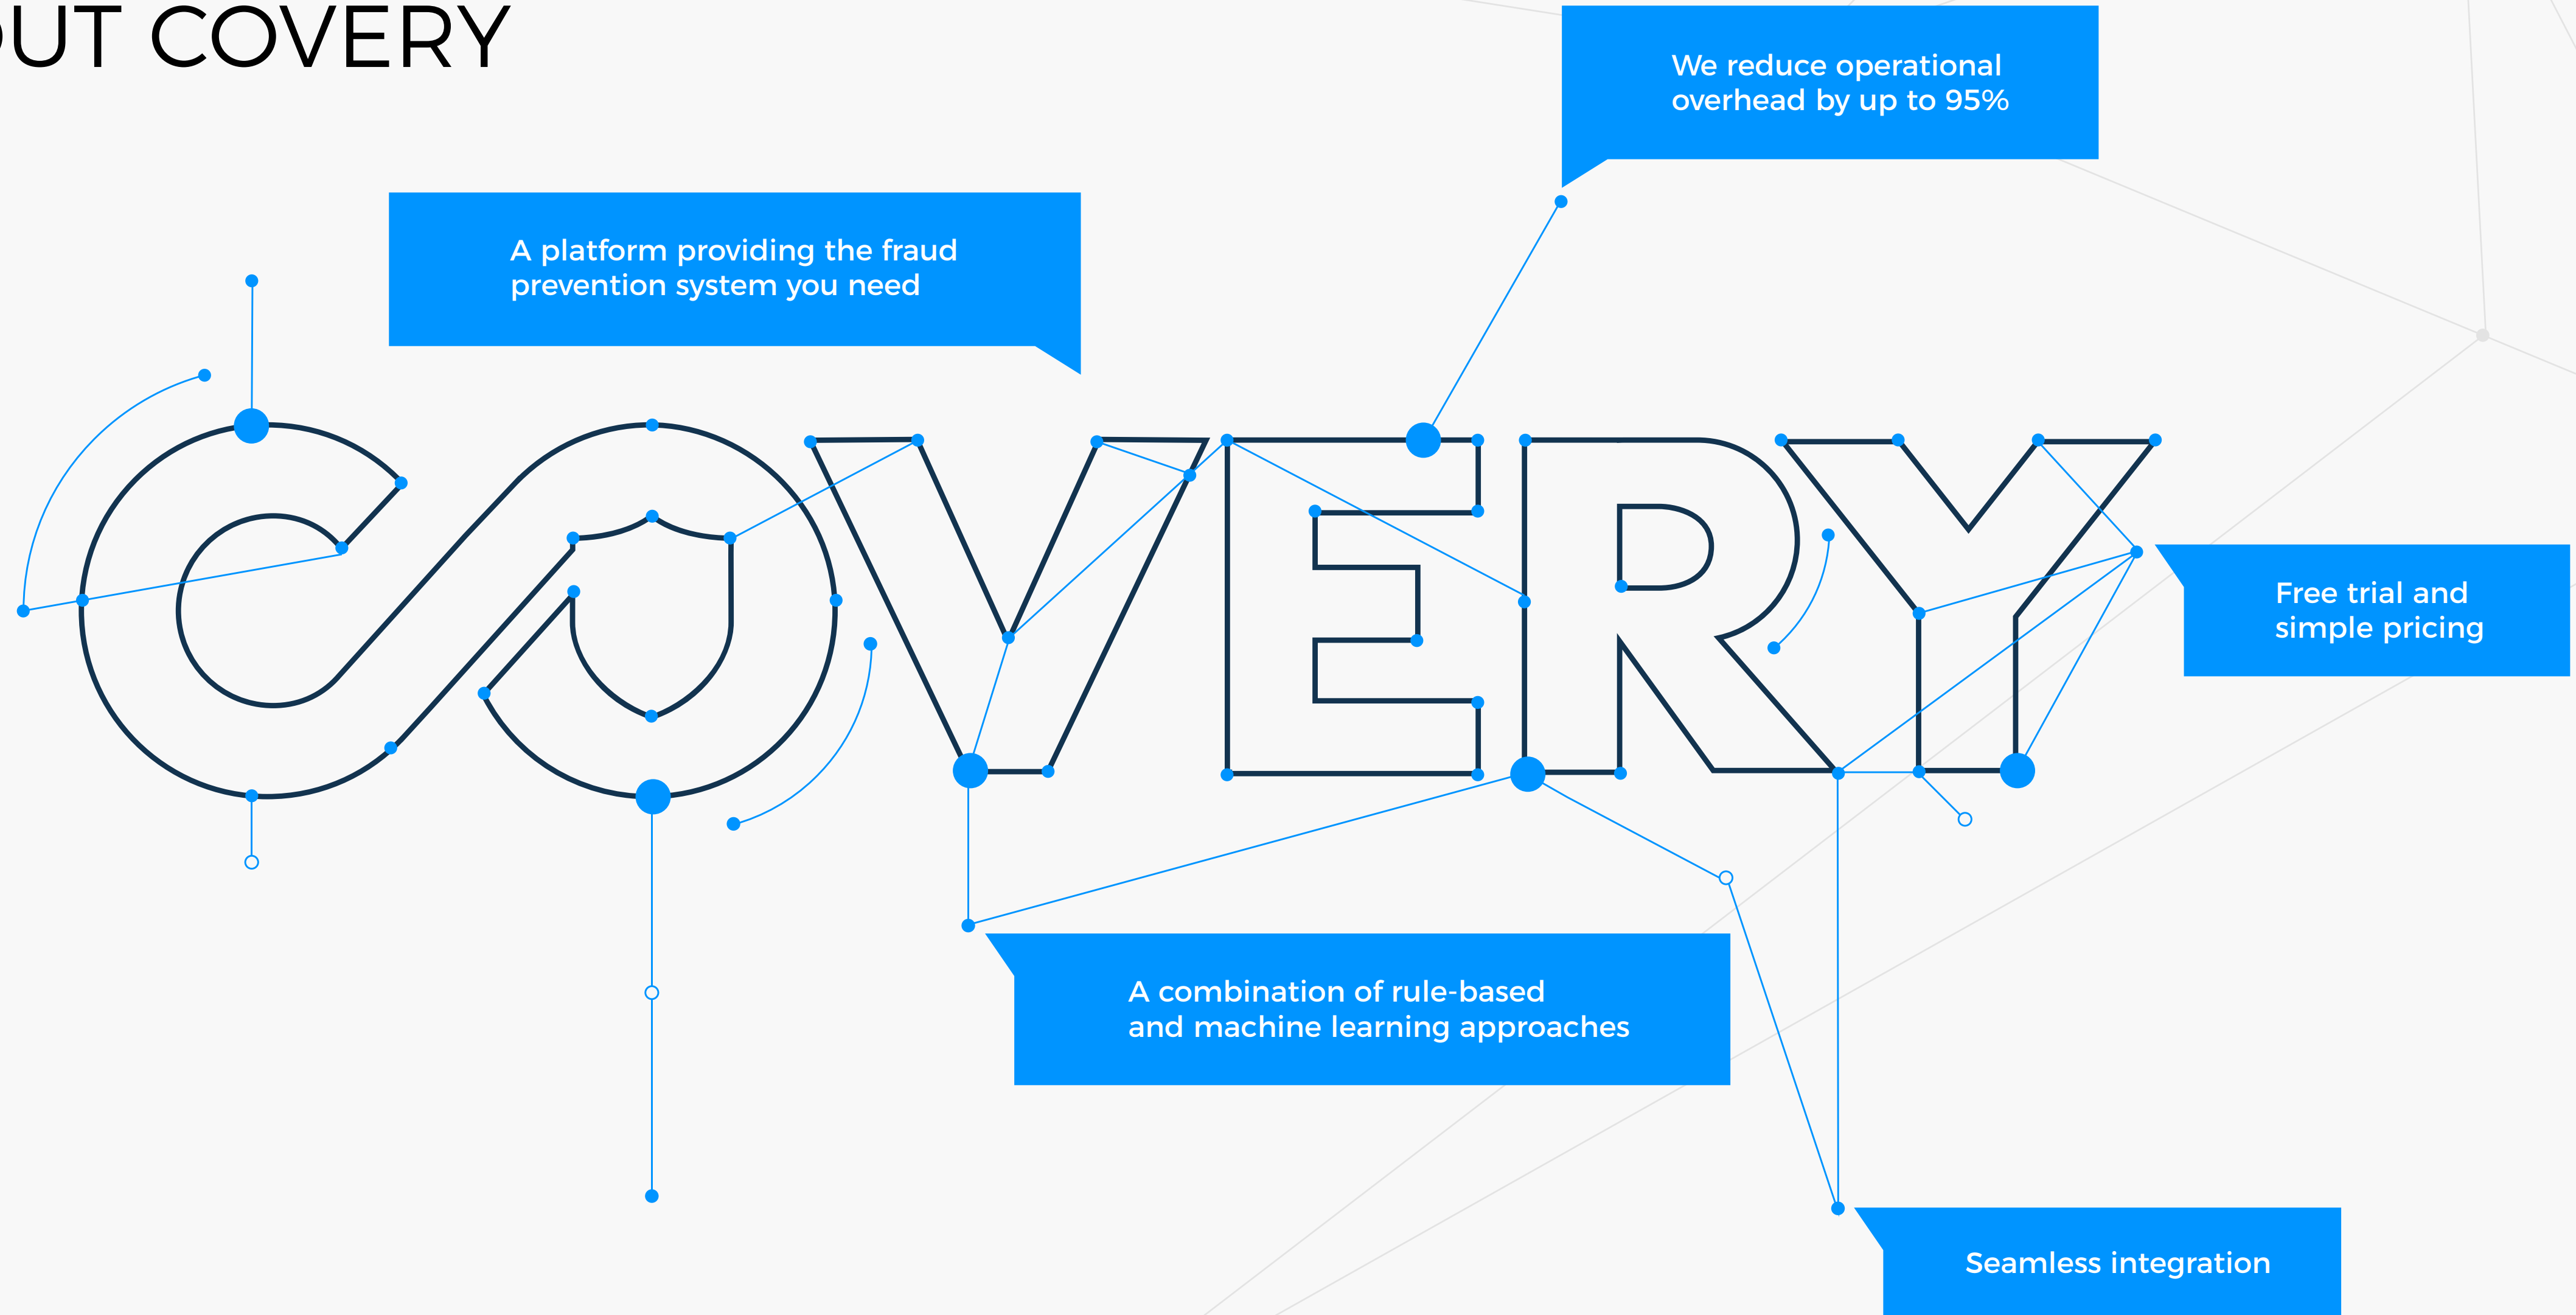 OUT COVERY
We reduce operational
overhead by up to 95%
A platform providing the fraud
prevention system you need
COVERY
Free trial and
simple pricing
A combination of rule-based
and machine learning approaches
Seamless integration